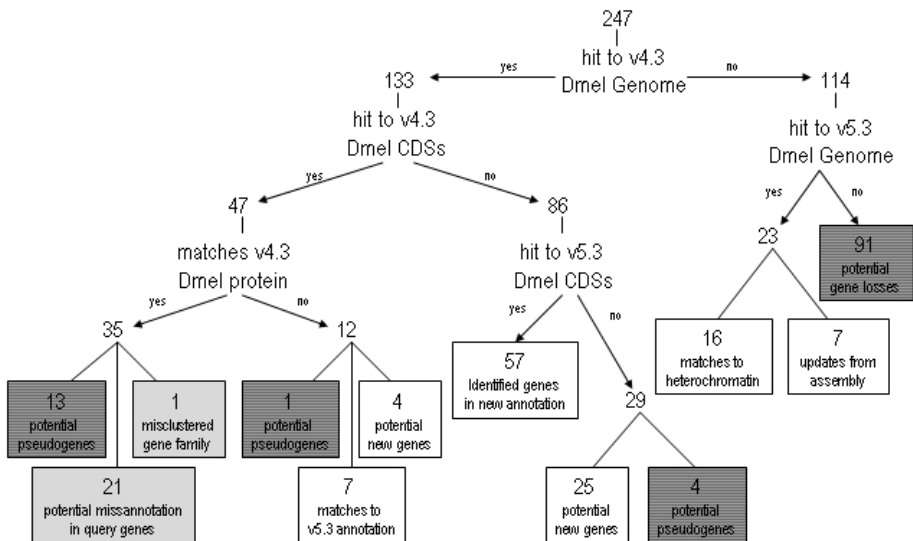 247
hit to v4.3
Dmel Genome
yes
no
133
114
hit to v4.3
Dmel CDSs
hit to v5.3
Dmel Genome
yes
no
yes
no
47
86
23
91
potential
gene losses
matches v4.3
Dmel protein
hit to v5.3
Dmel CDSs
yes
no
yes
no
35
12
57
Identified genes
in new annotation
16
matches to
heterochromatin
7
updates from
assembly
29
13
potential
pseudogenes
1
misclustered
gene family
1
potential
pseudogenes
4
potential
new genes
21
potential missannotation
in query genes
7
matches to
v5.3 annotation
25
potential
new genes
4
potential
pseudogenes